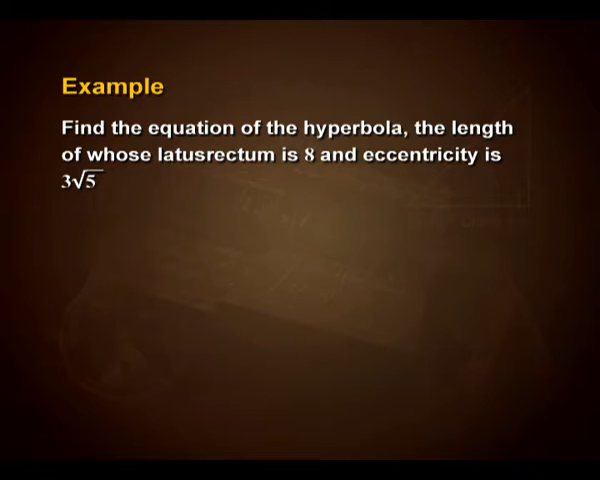 Example
Find the equation of the hyperbola, the length
of whose latusrectum is 8 and eccentricity is
3√5